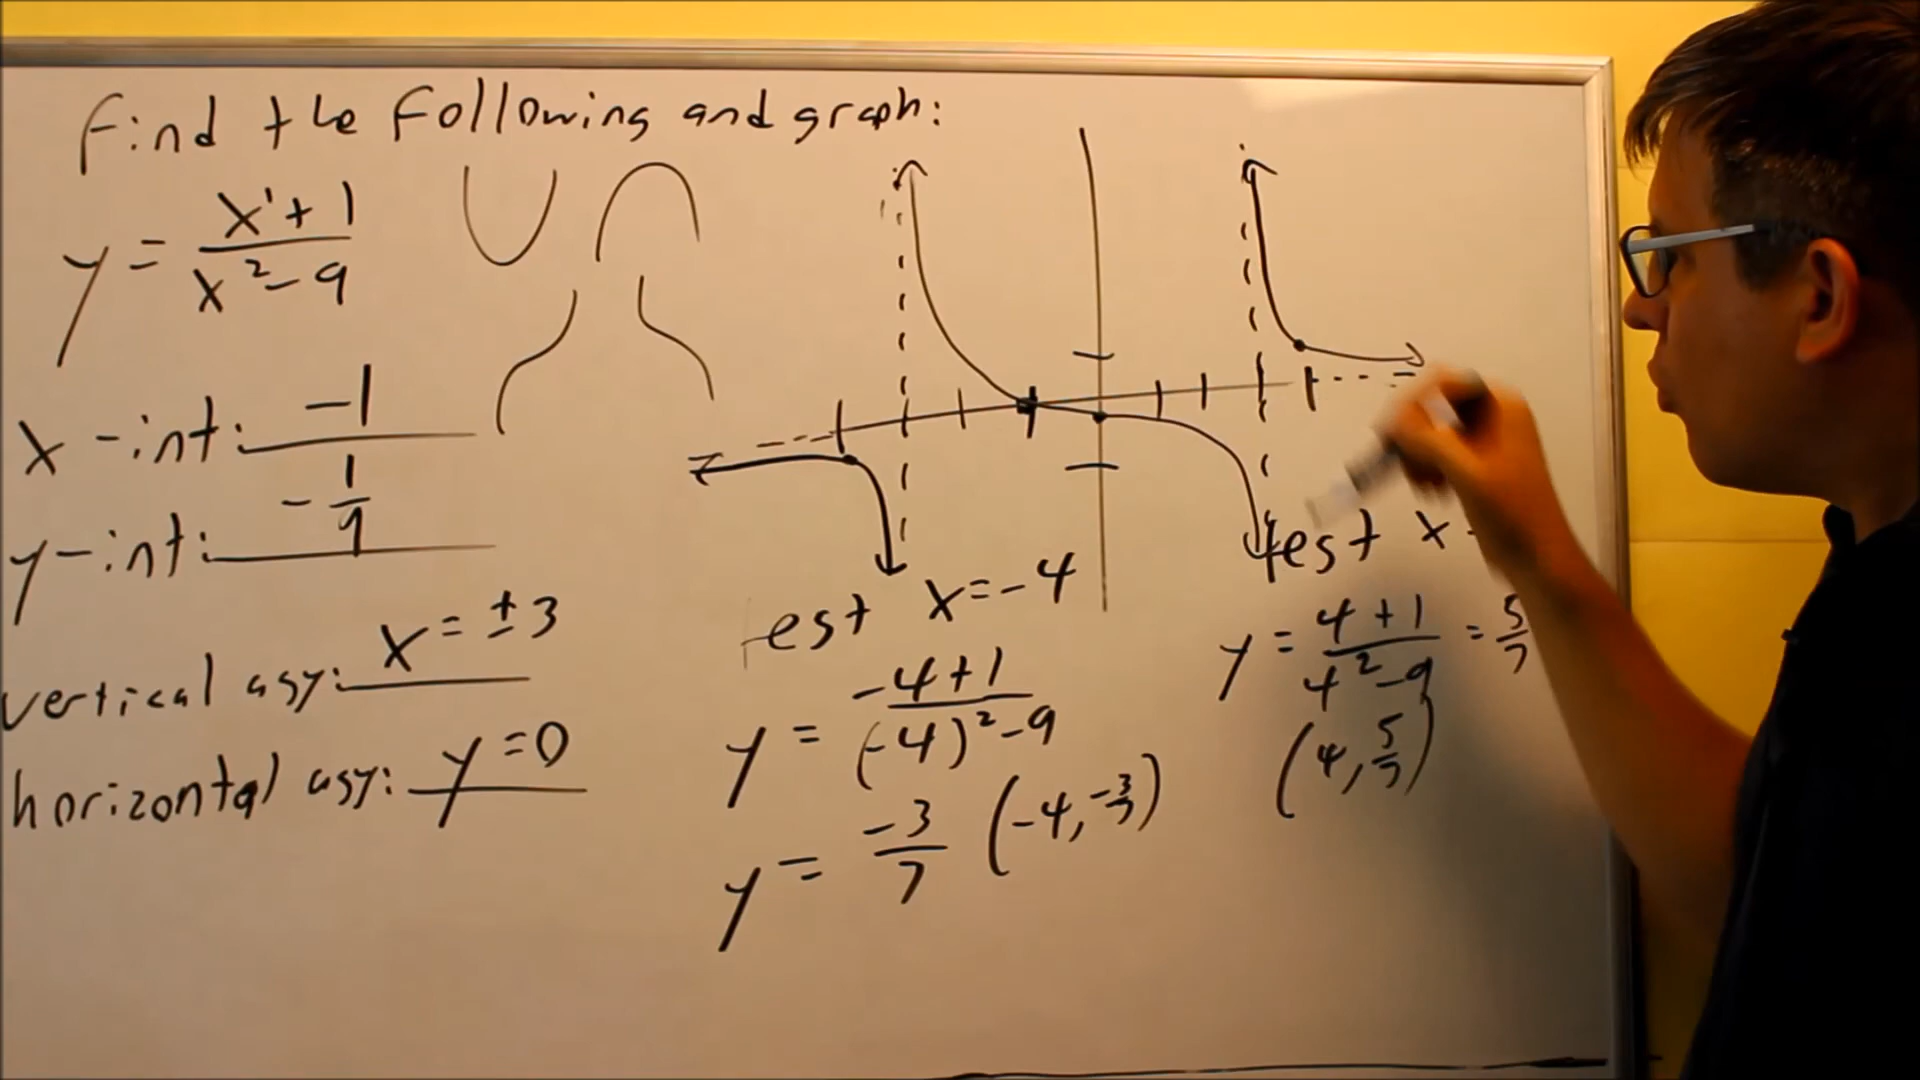 Find the following and graph:
y = x¹+1 / x²-9
x-int: -1
y-int: -1/9
vertical asy: x=±3
horizontal asy: y=0
test x=-4
y = -4+1 / (-4)²-9
y = -3/7 (-4, -3/7)
test x
y = 4+1 / 4²-9 = 5/7
(4, 5/7)